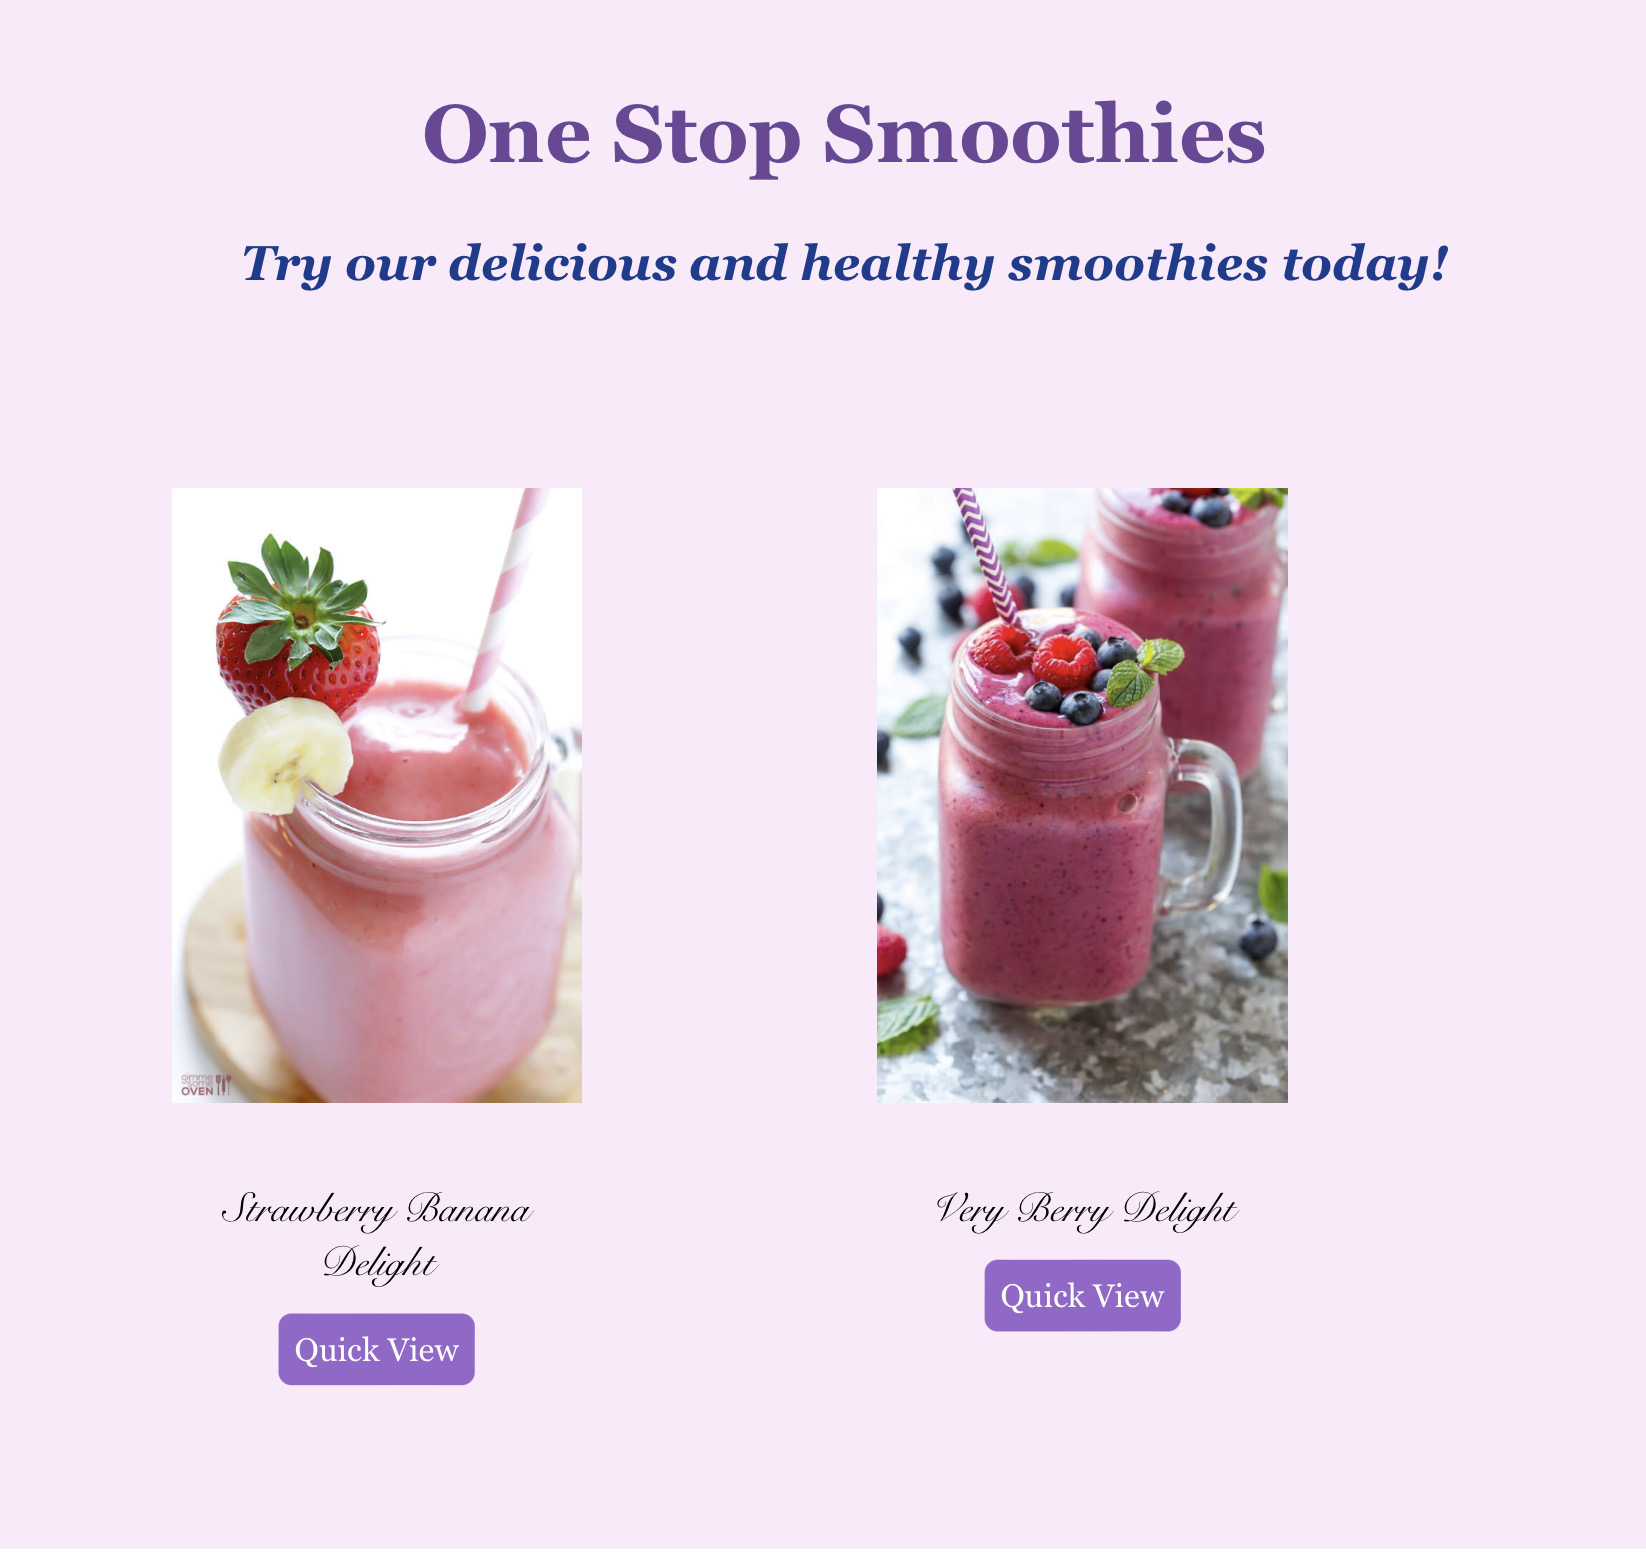 One Stop Smoothies
Try our delicious and healthy smoothies today!
gimme
some
OVEN
Strawberry Banana
Delight
Quick View
Very Berry Delight
Quick View